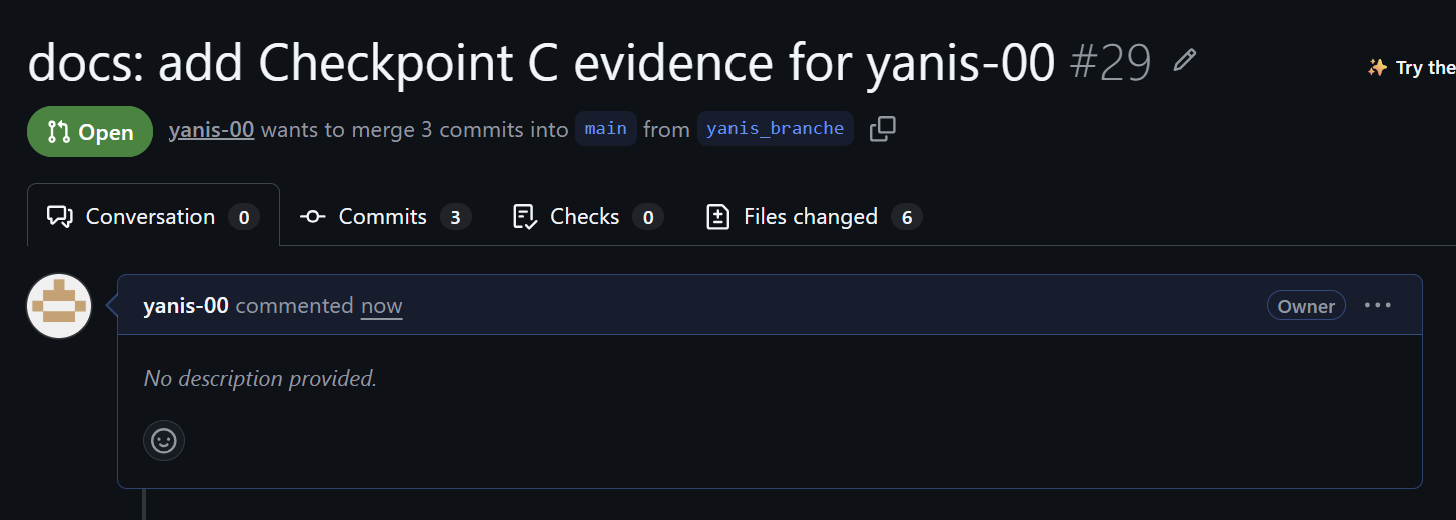 docs: add Checkpoint C evidence for yanis-00 #29
Try the
Open yanis-00 wants to merge 3 commits into main from yanis_branche
Conversation 0 Commits 3 Checks 0 Files changed 6
yanis-00 commented now Owner
No description provided.